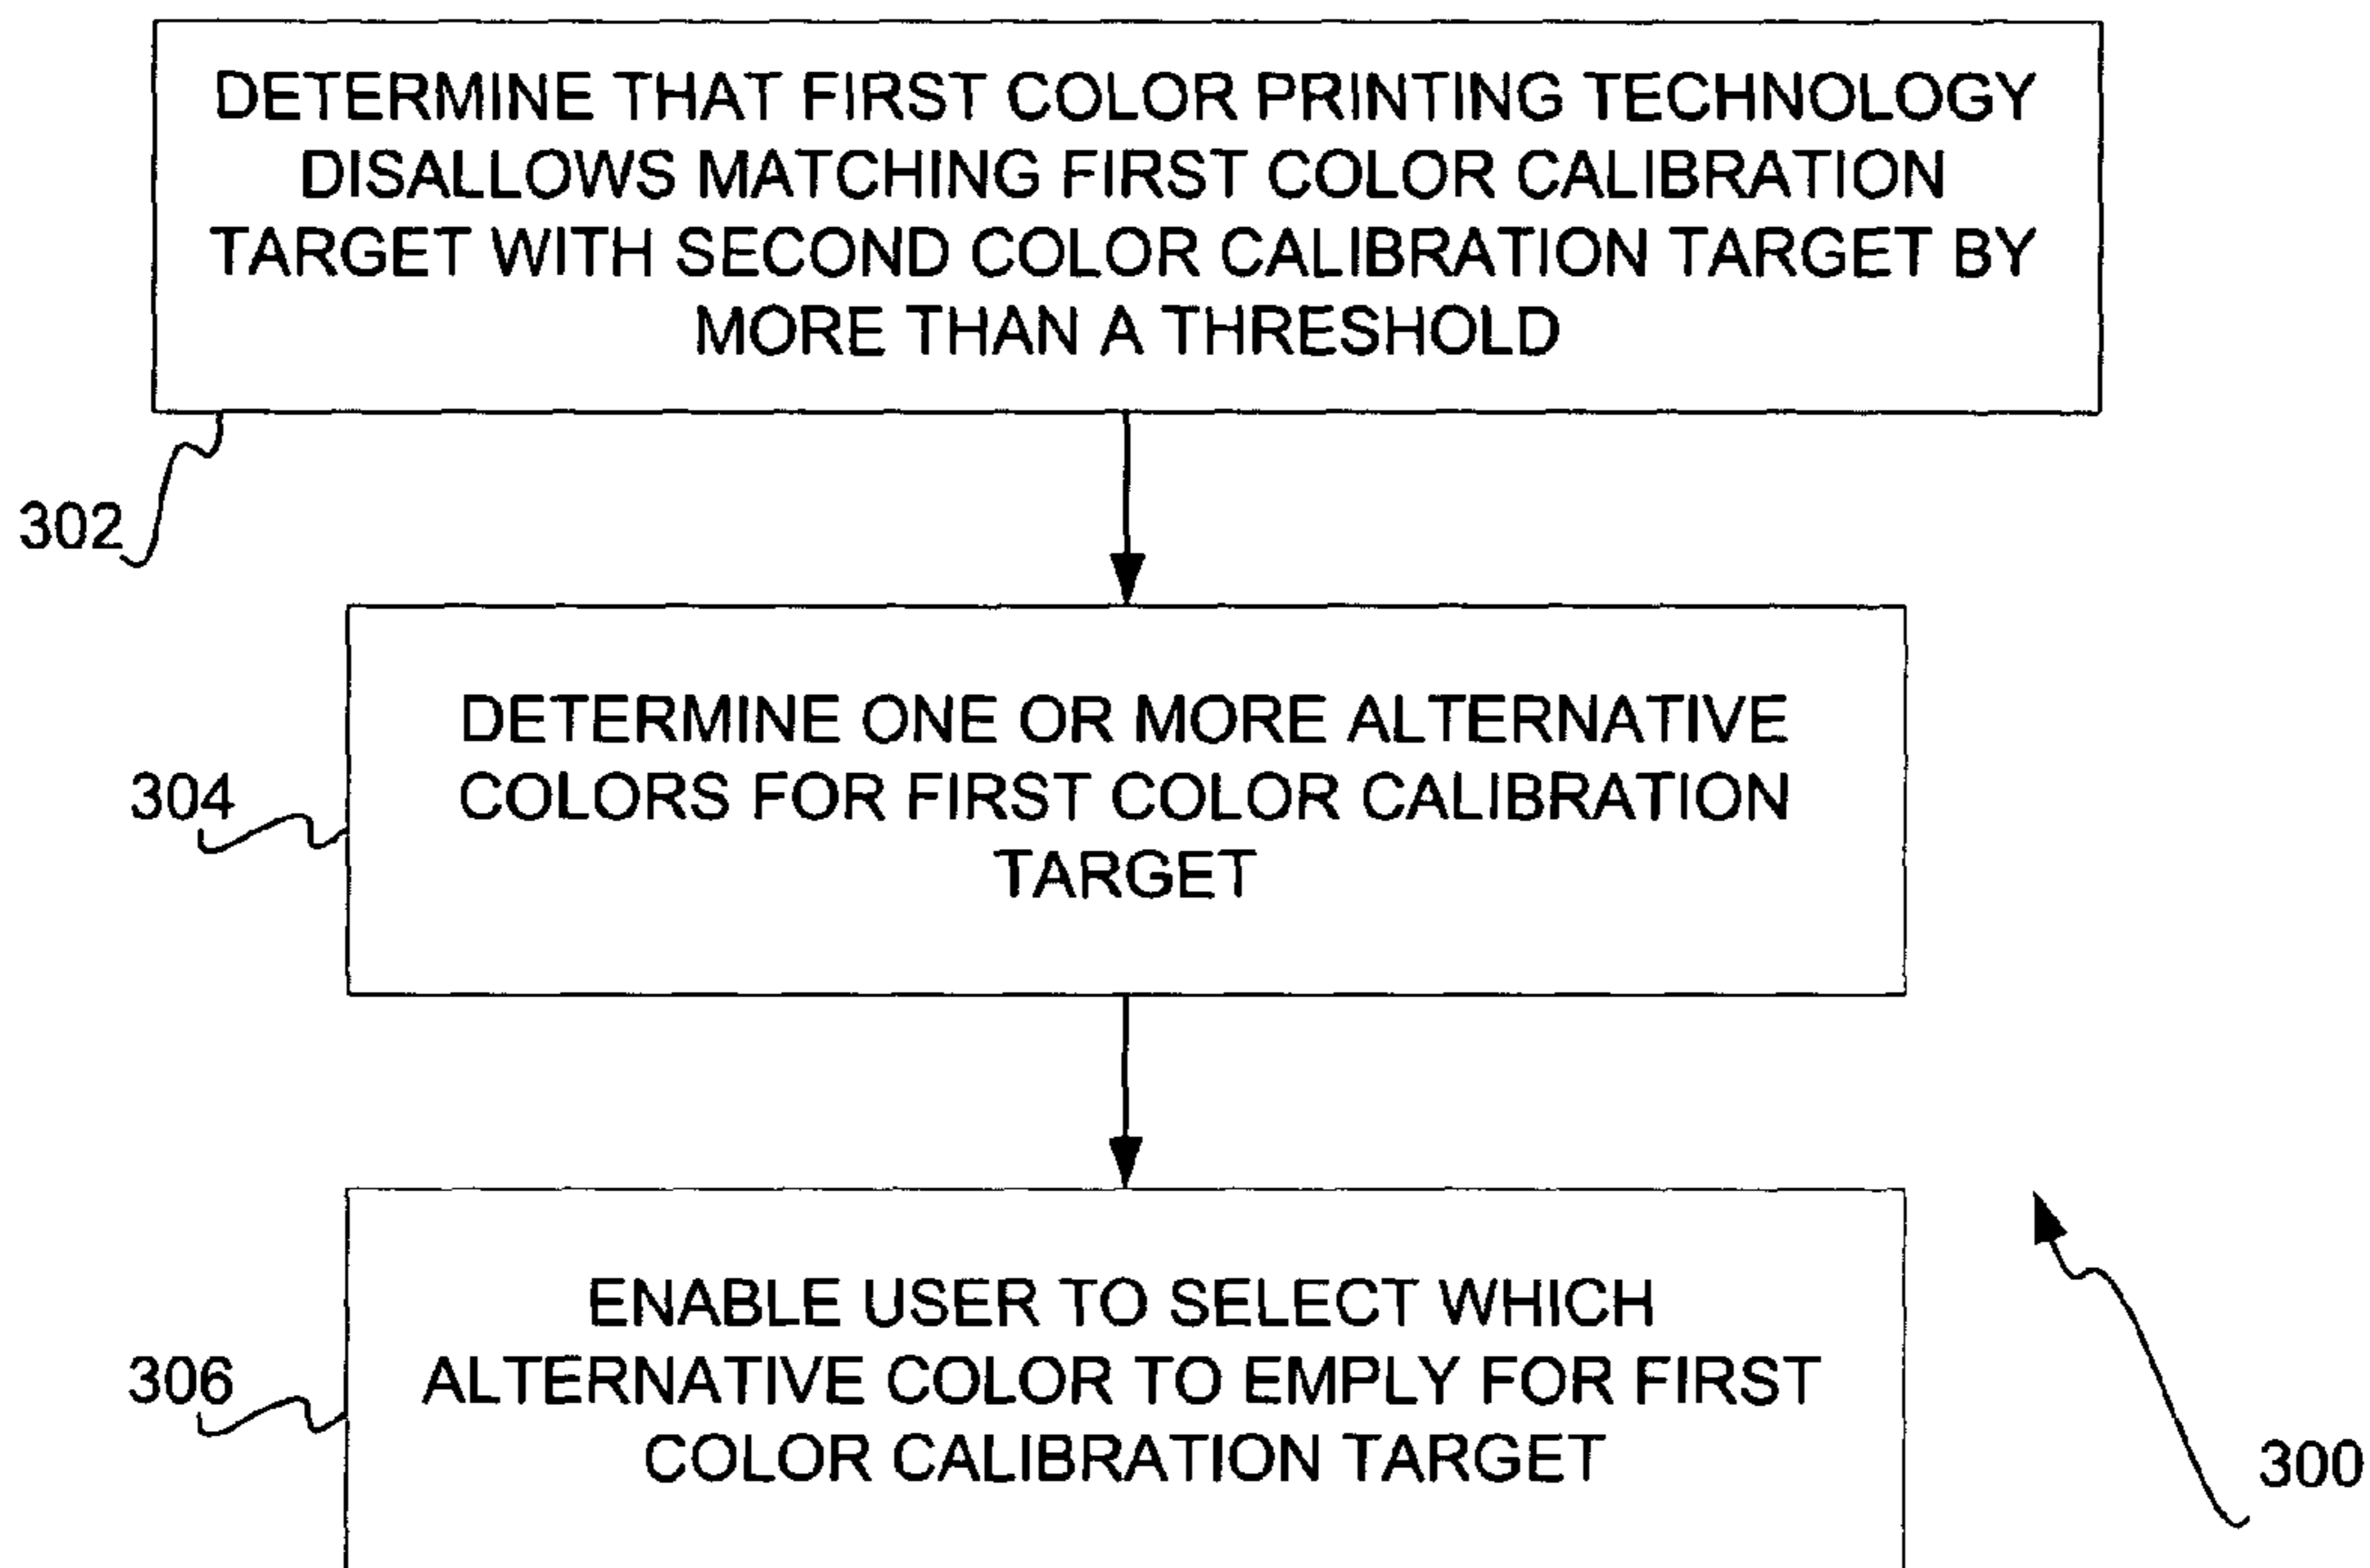 DETERMINE THAT FIRST COLOR PRINTING TECHNOLOGY
DISALLOWS MATCHING FIRST COLOR CALIBRATION
TARGET WITH SECOND COLOR CALIBRATION TARGET BY
MORE THAN A THRESHOLD
302
DETERMINE ONE OR MORE ALTERNATIVE
COLORS FOR FIRST COLOR CALIBRATION
TARGET
304
ENABLE USER TO SELECT WHICH
ALTERNATIVE COLOR TO EMPLY FOR FIRST
COLOR CALIBRATION TARGET
306
300